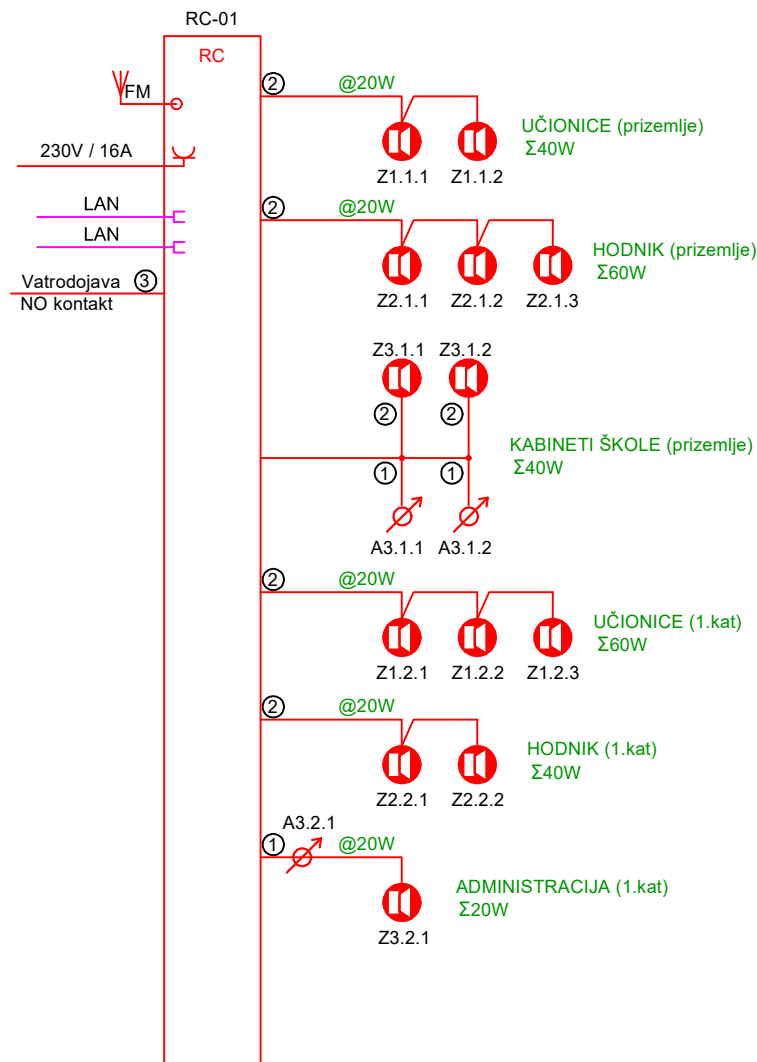 RC-01
RC
FM
230V / 16A
LAN
LAN
Vatrodojava 3
NO kontakt
2 @20W
Z1.1.1 Z1.1.2
UČIONICE (prizemlje)
Σ40W
2 @20W
Z2.1.1 Z2.1.2 Z2.1.3
HODNIK (prizemlje)
Σ60W
Z3.1.1 Z3.1.2
2 2
KABINETI ŠKOLE (prizemlje)
Σ40W
1 1
A3.1.1 A3.1.2
2 @20W
Z1.2.1 Z1.2.2 Z1.2.3
UČIONICE (1.kat)
Σ60W
2 @20W
Z2.2.1 Z2.2.2
HODNIK (1.kat)
Σ40W
A3.2.1
1 @20W
Z3.2.1
ADMINISTRACIJA (1.kat)
Σ20W